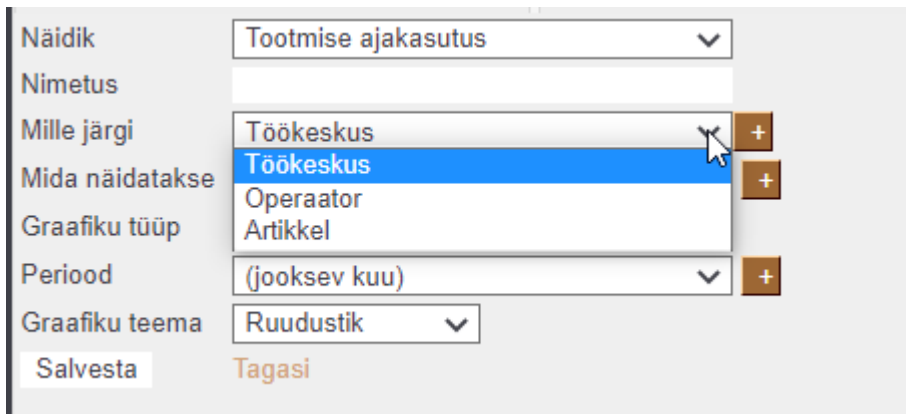 Näidik Tootmise ajakasutus
Nimetus
Mille järgi Töökeskus +
Töökeskus
Mida näidatakse +
Operaator
Graafiku tüüp Artikkel
Periood (jooksev kuu) +
Graafiku teema Ruudustik
Salvesta Tagasi